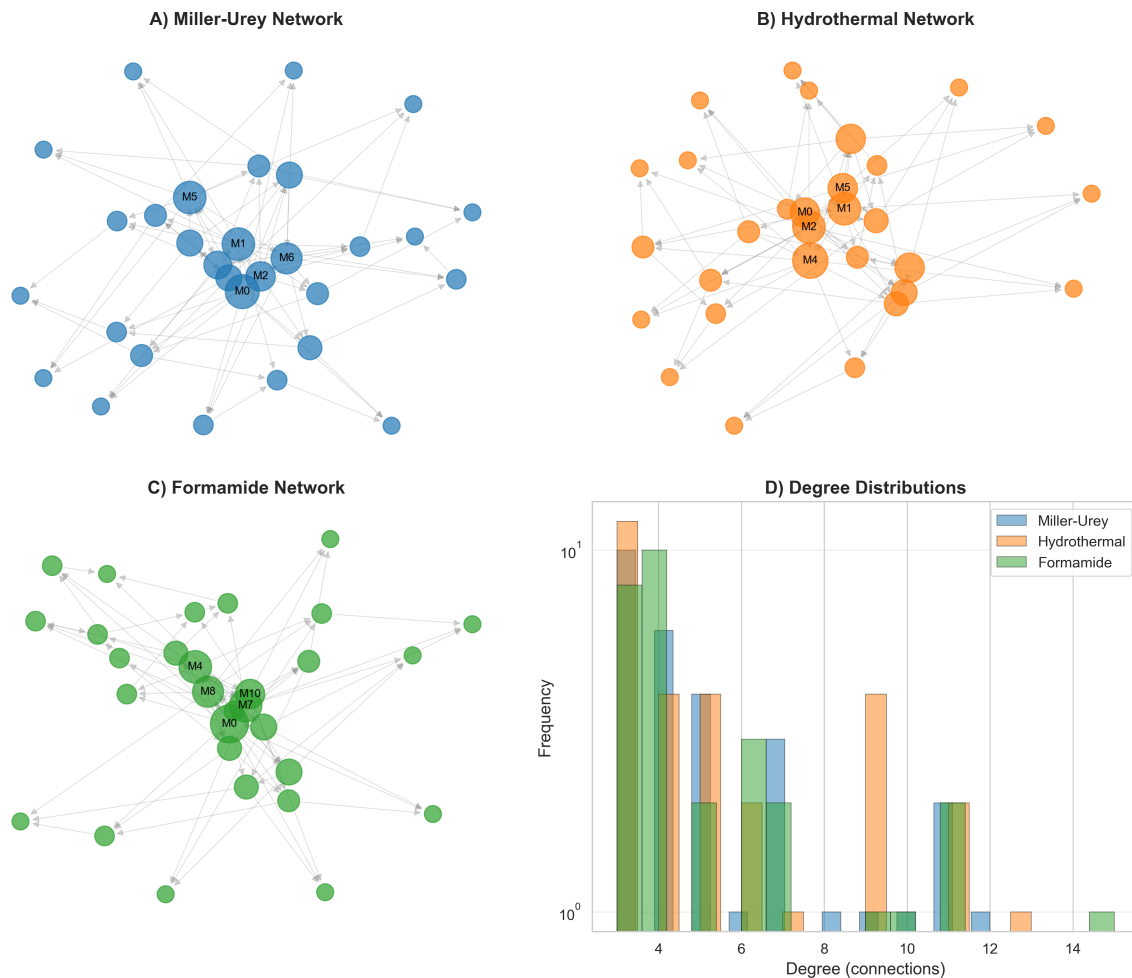 A) Miller-Urey Network
M5
M1
M6
M2
M0
B) Hydrothermal Network
M5
M0
M1
M2
M4
C) Formamide Network
M4
M8
M10
M7
M0
D) Degree Distributions
Miller-Urey
Hydrothermal
Formamide
10^1
10^0
Frequency
4 6 8 10 12 14
Degree (connections)